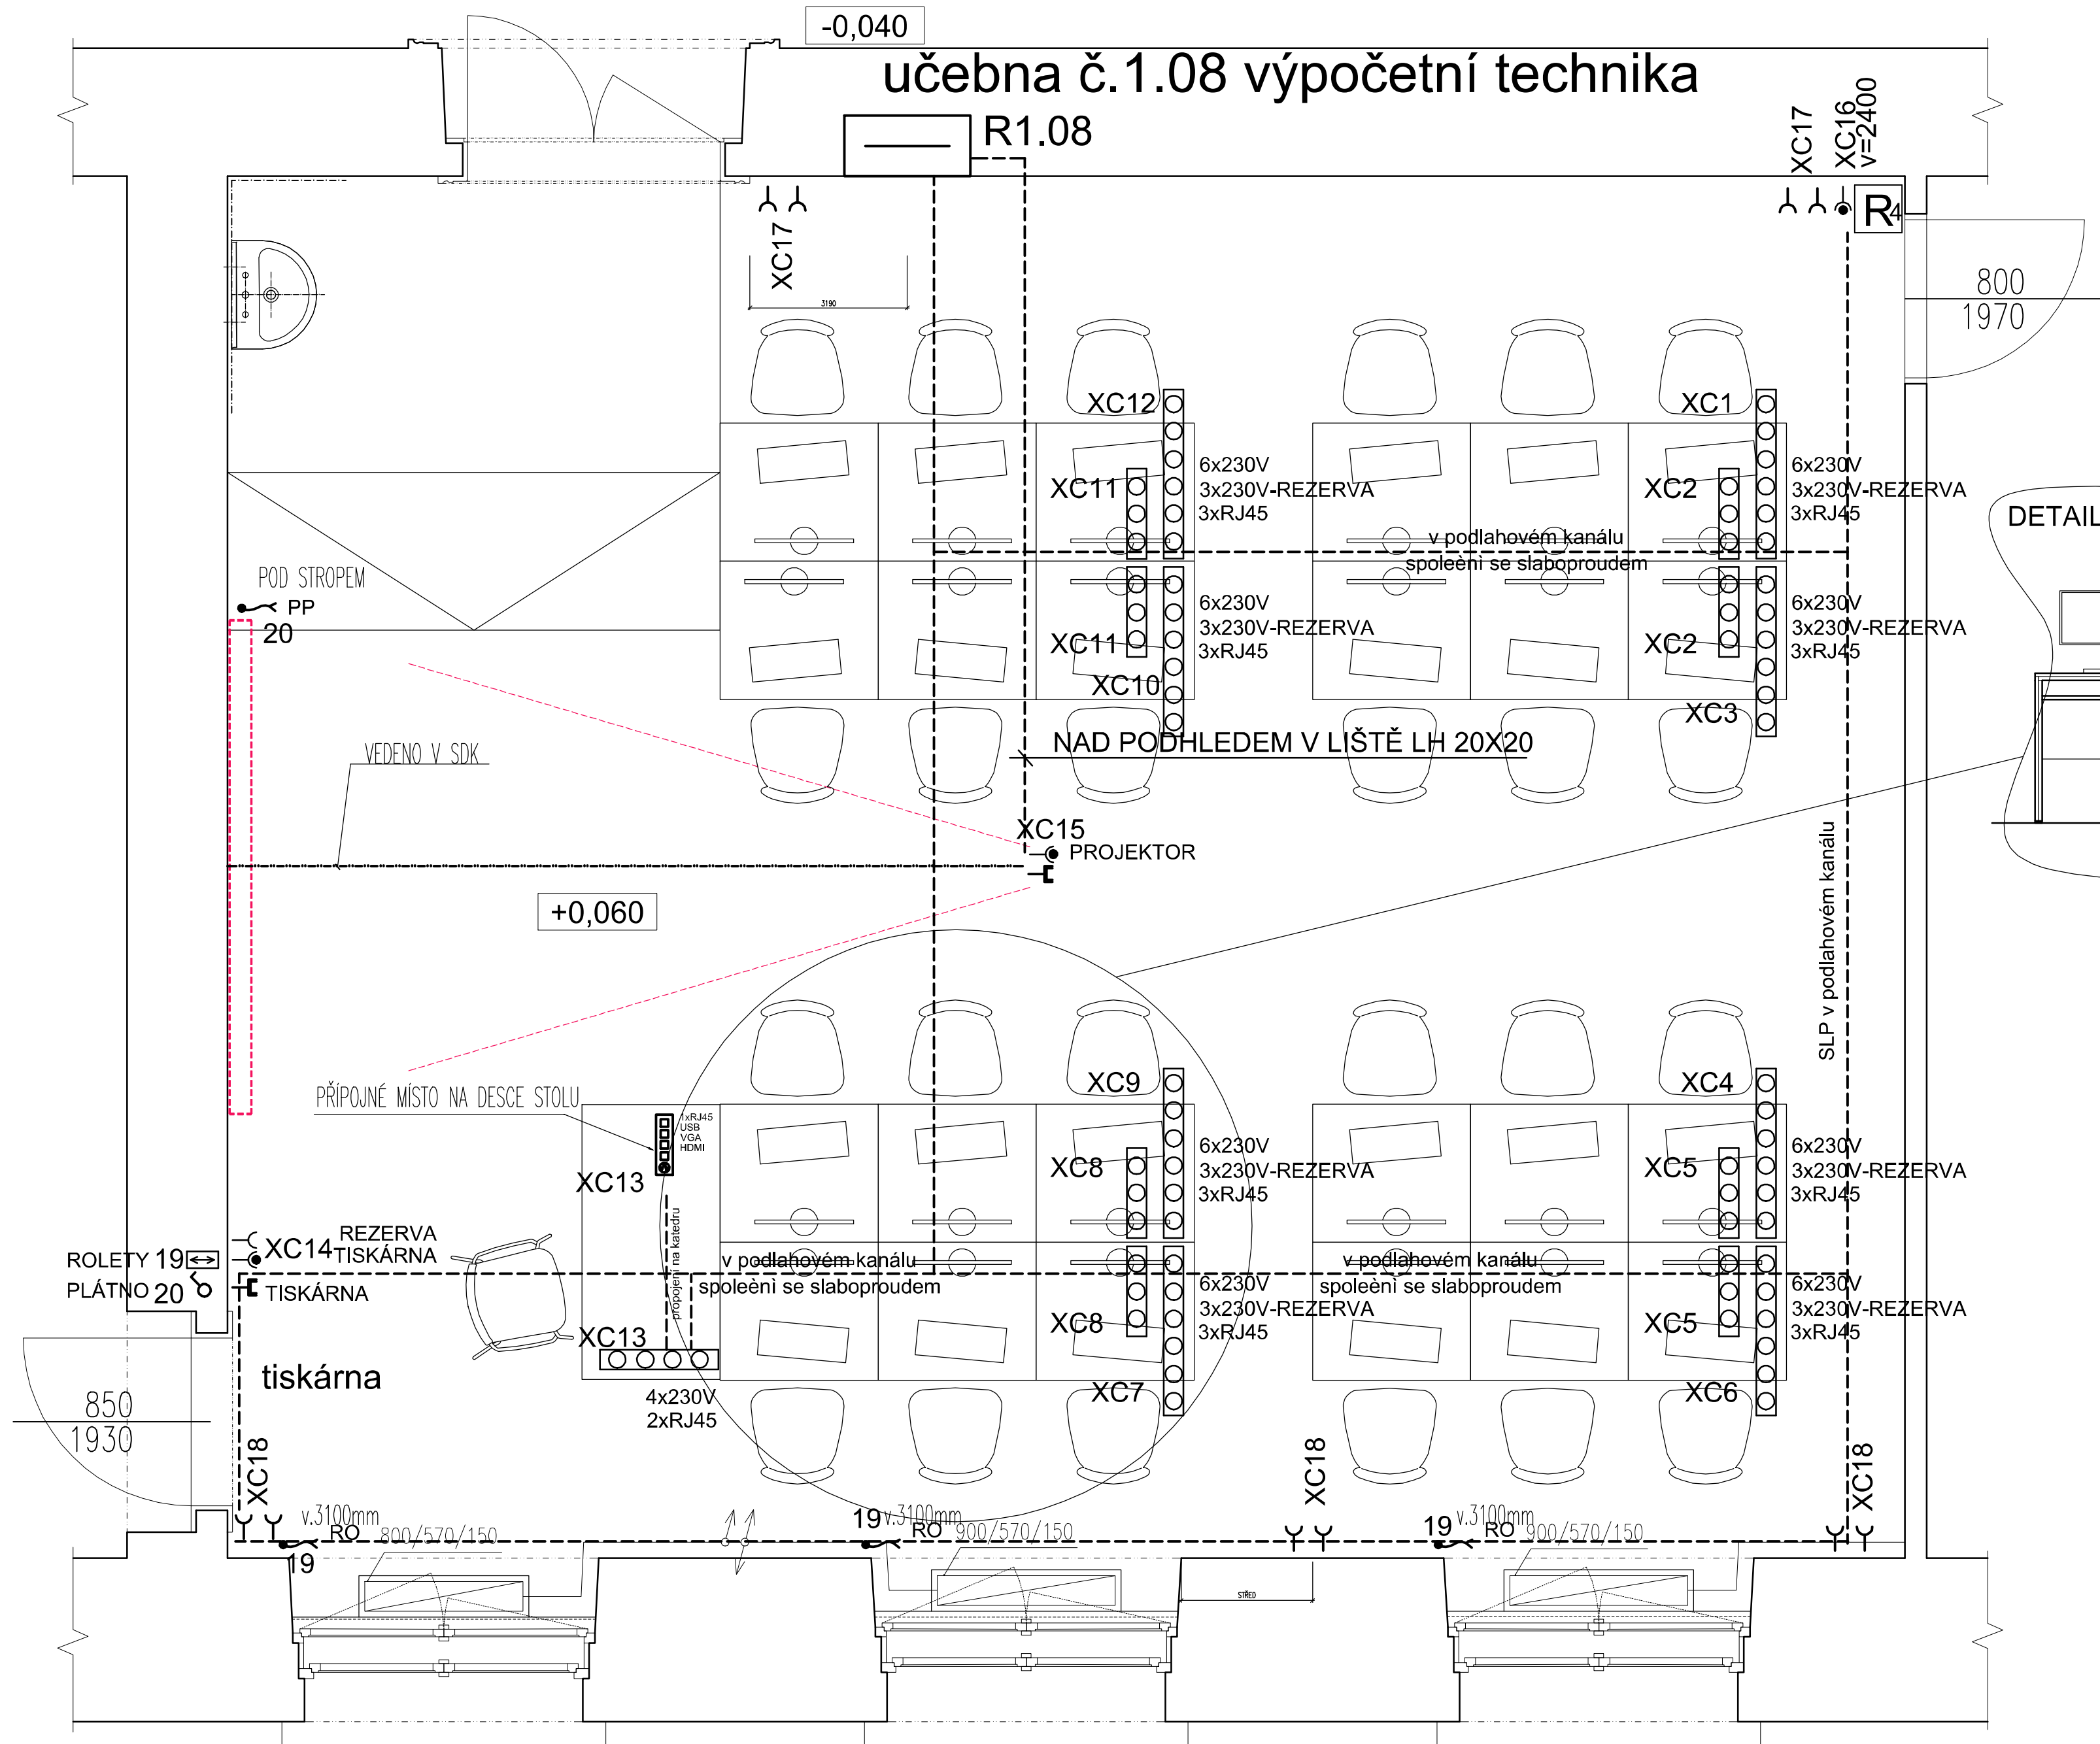 -0,040
učebna č.1.08 výpočetní technika
R1.08
XC17
XC16
v=2400
R4
XC17
3190
800
1970
XC12
XC1
6x230V
3x230V-REZERVA
3xRJ45
XC11
6x230V
3x230V-REZERVA
3xRJ45
XC2
DETAIL
v podlahovém kanálu
spoleèni se slaboproudem
POD STROPEM
PP
20
6x230V
3x230V-REZERVA
3xRJ45
XC11
6x230V
3x230V-REZERVA
3xRJ45
XC2
XC10
XC3
NAD PODHLEDEM V LIŠTĚ LH 20X20
VEDENO V SDK
XC15
PROJEKTOR
+0,060
SLP v podlahovém kanálu
PŘÍPOJNÉ MÍSTO NA DESCE STOLU
1xRJ45
USB
VGA
HDMI
XC13
XC9
XC4
6x230V
3x230V-REZERVA
3xRJ45
XC8
6x230V
3x230V-REZERVA
3xRJ45
XC5
propojení na katedru
REZERVA
XC14
TISKÁRNA
ROLETY 19
PLÁTNO 20
TISKÁRNA
v podlahovém kanálu
spoleèni se slaboproudem
v podlahovém kanálu
spoleèni se slaboproudem
6x230V
3x230V-REZERVA
3xRJ45
XC8
6x230V
3x230V-REZERVA
3xRJ45
XC5
XC13
4x230V
2xRJ45
XC7
XC6
tiskárna
850
1930
XC18
XC18
XC18
v.3100mm
RO
19
800/570/150
19
v.3100mm
RO
900/570/150
19
v.3100mm
RO
900/570/150
STŘED